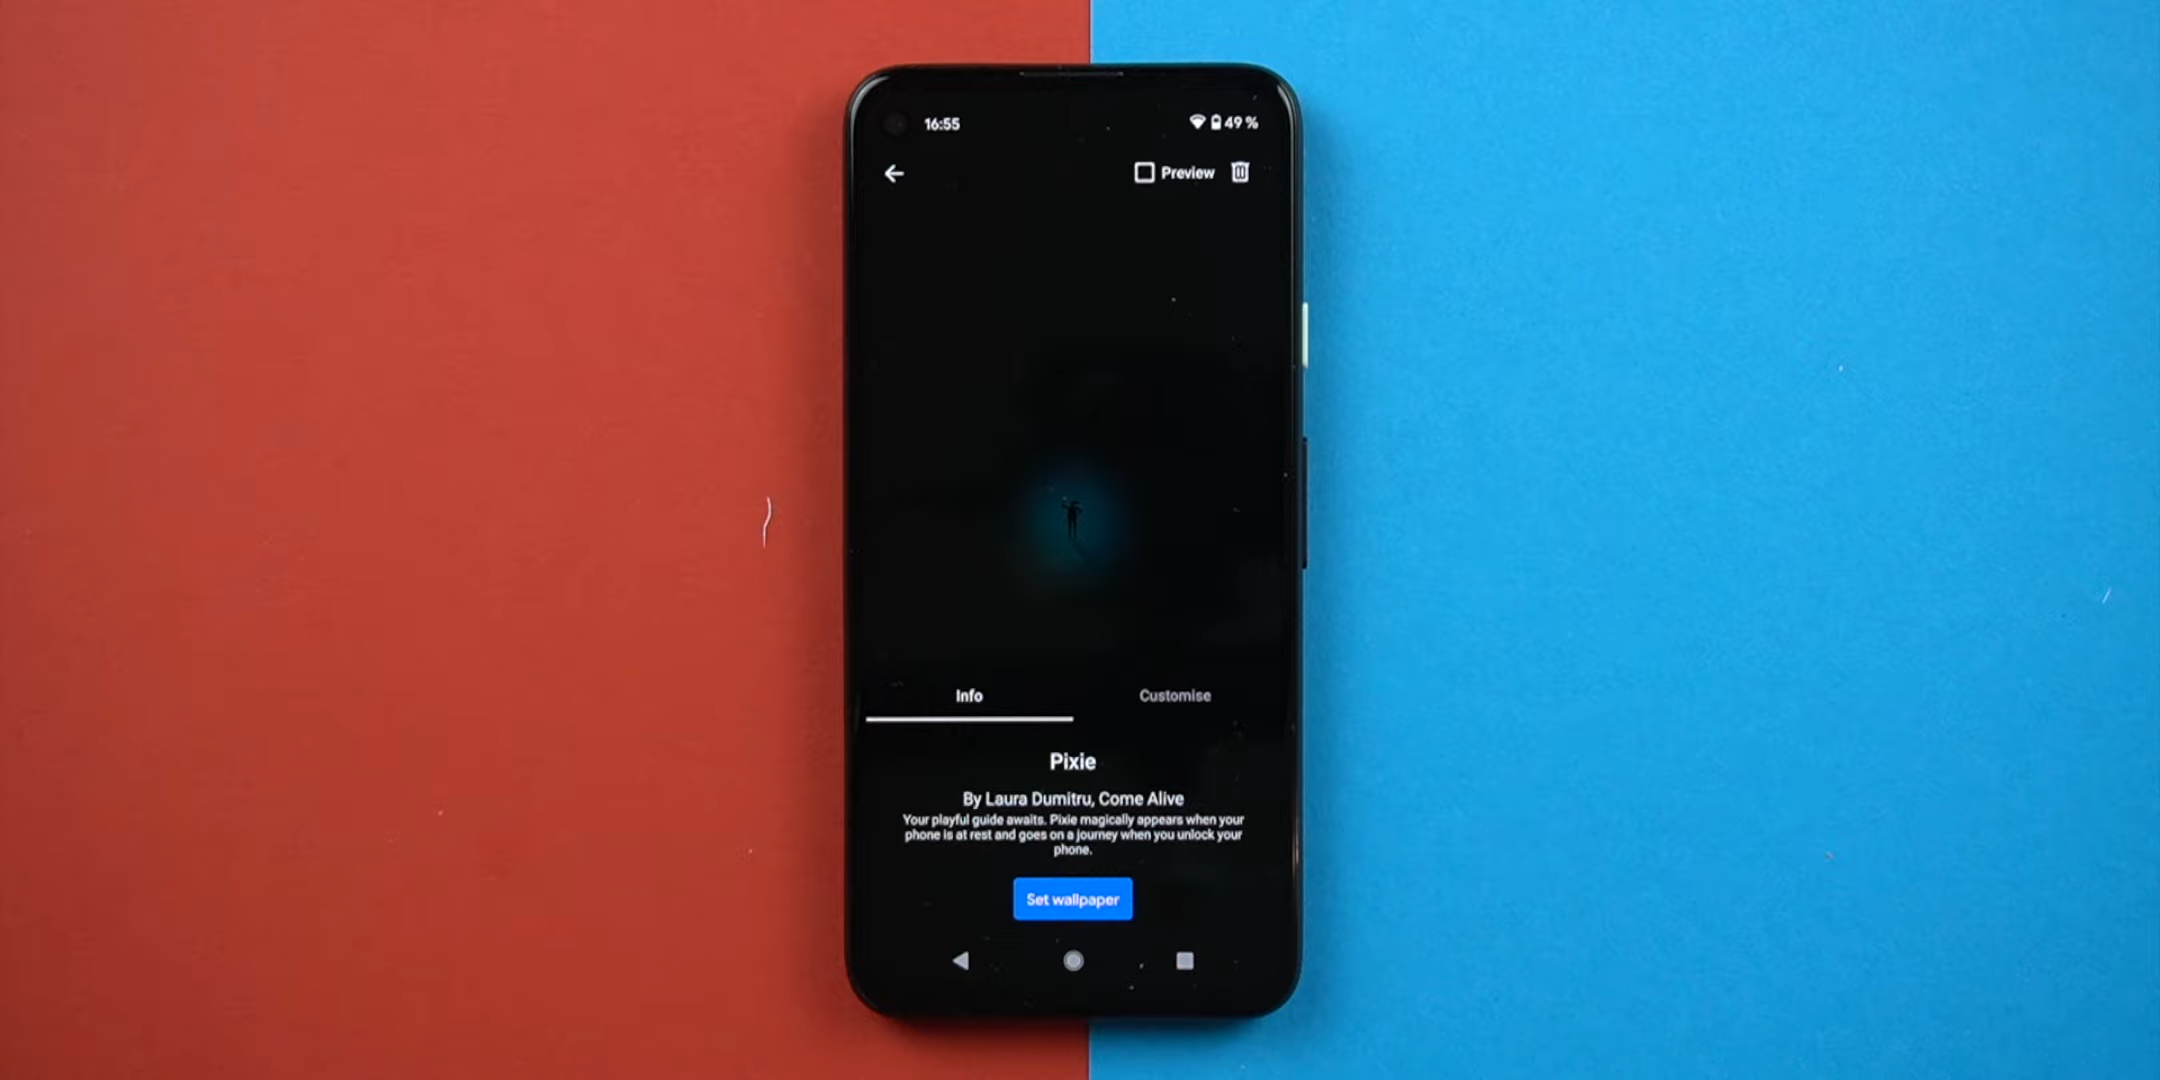 16:55
49 %
Preview
Info
Customise
Pixie
By Laura Dumitru, Come Alive
Your playful guide awaits. Pixie magically appears when your
phone is at rest and goes on a journey when you unlock your
phone.
Set wallpaper